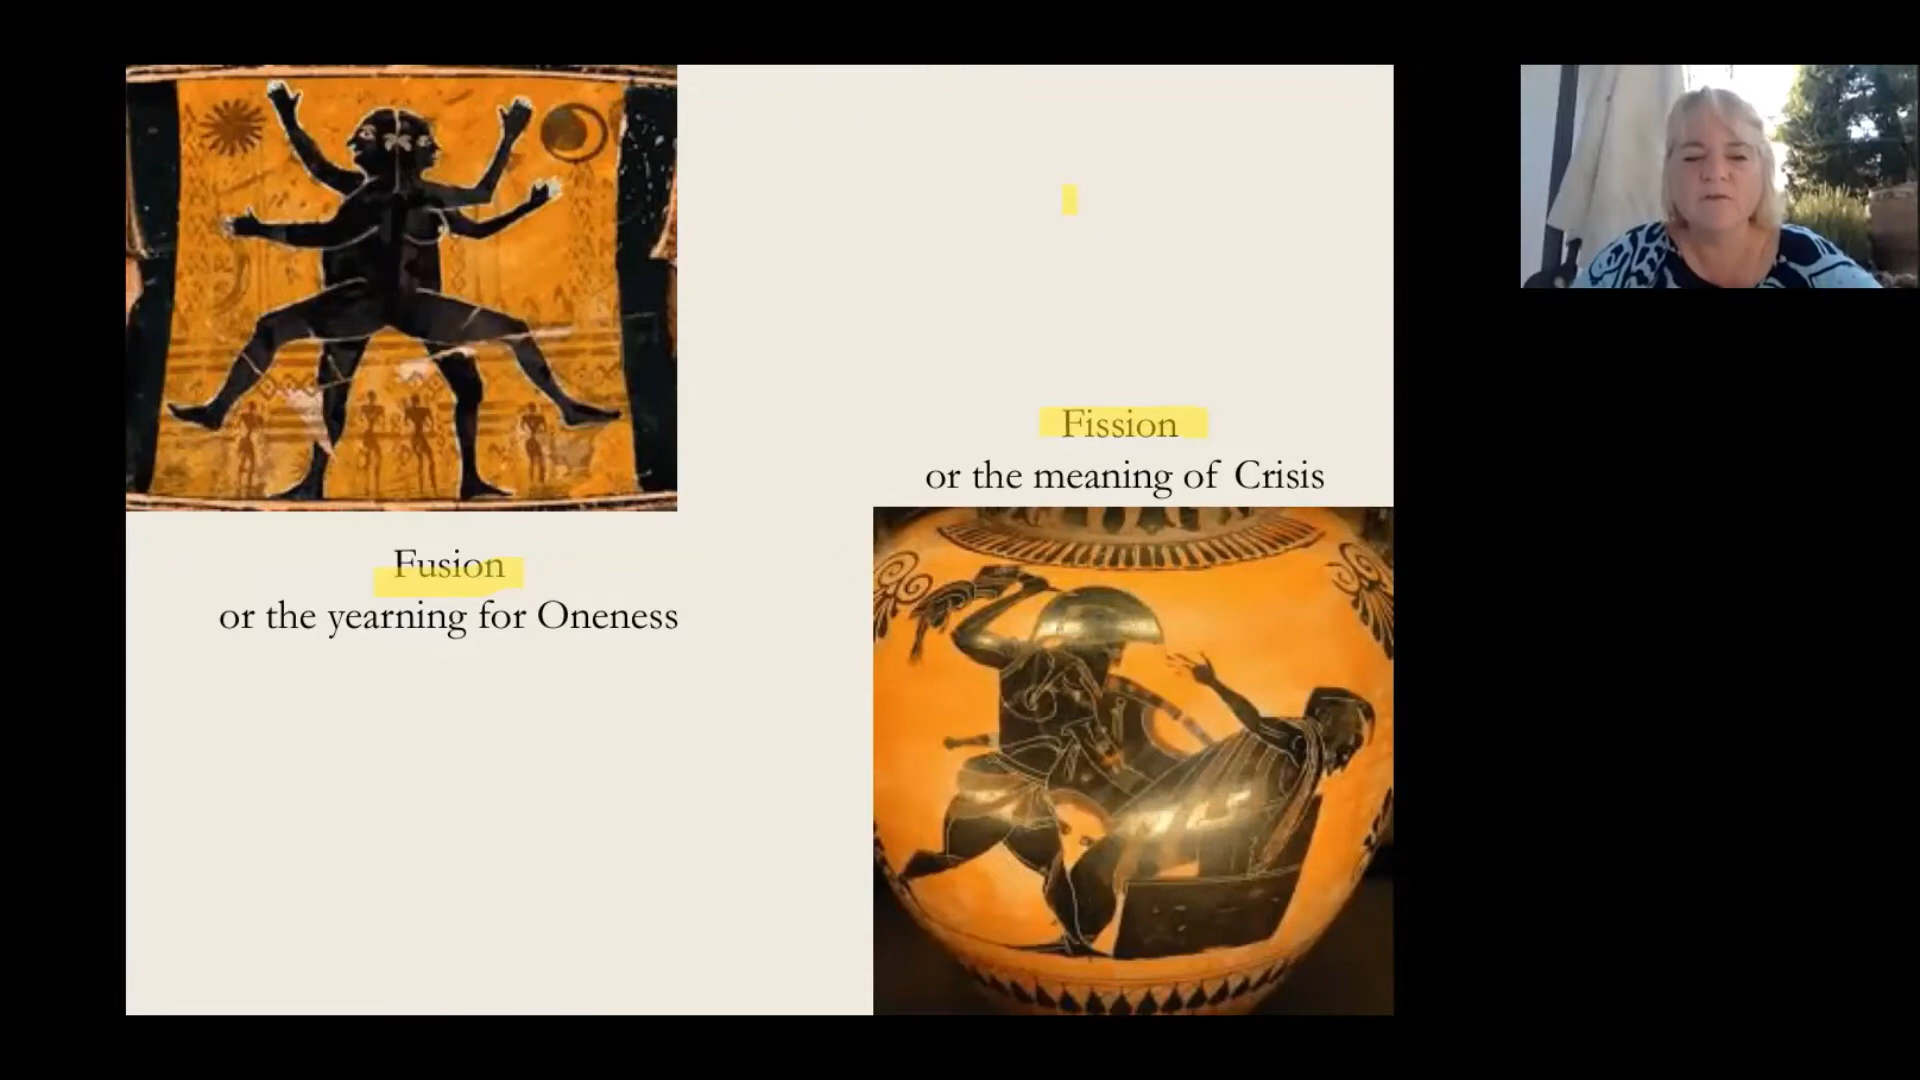 Fission
or the meaning of Crisis
Fusion
or the yearning for Oneness